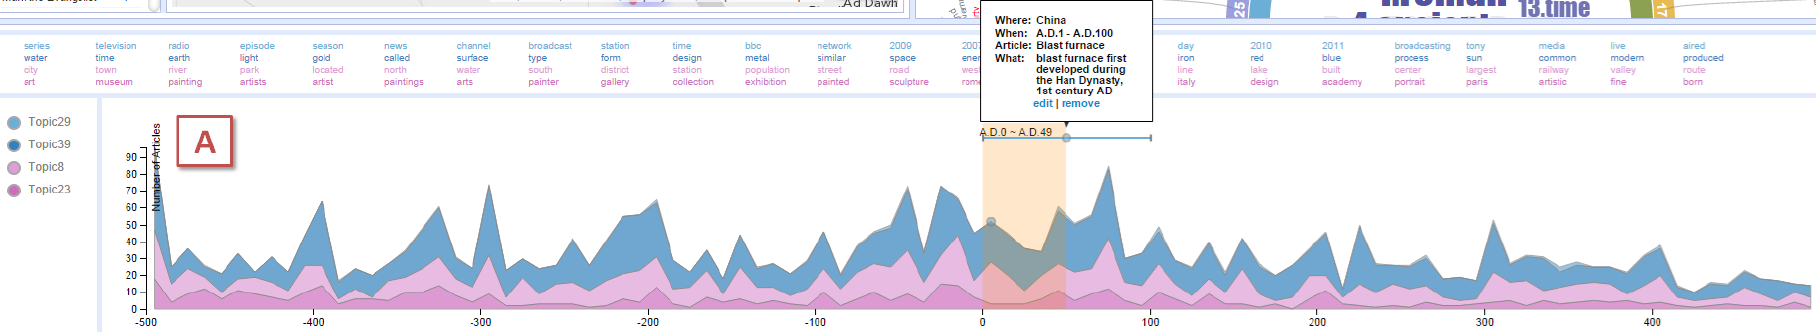 Ad Dawn
25
13.time
17
Where: China
When: A.D.1 - A.D.100
Article: Blast furnace
What: blast furnace first
developed during
the Han Dynasty,
1st century AD
edit | remove
series television radio episode season news channel broadcast station time bbc network 2009 2007 day 2010 2011 broadcasting tony media live aired
water time earth light called surface type form design metal similar space iron red blue process sun common modern produced
city town river park located north water south district station population street road west line lake built center largest railway valley route
art museum painting artists artist paintings arts painter gallery collection exhibition painted sculpture italy design academy portrait paris artistic fine born
Topic29
Topic39
Topic8
Topic23
A
Number of Articles
A.D.0 ~ A.D.49
90
80
70
60
50
40
30
20
10
0
-500 -400 -300 -200 -100 0 100 200 300 400